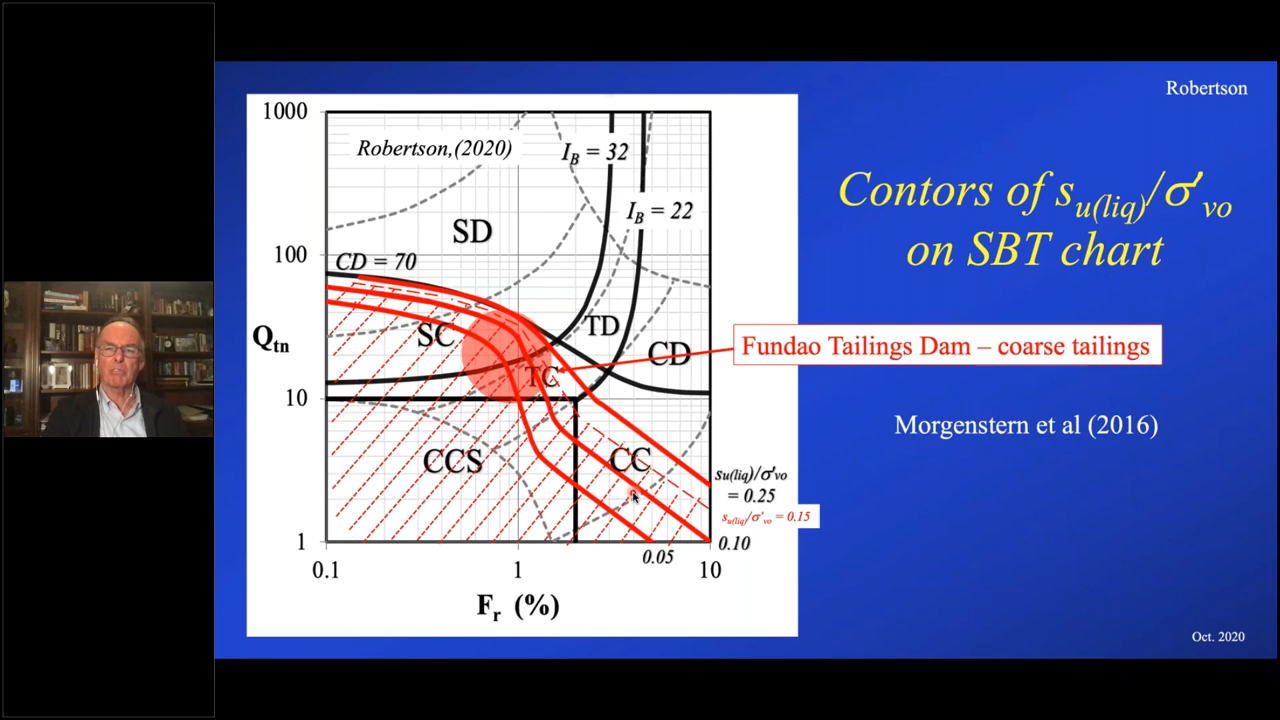 Robertson
1000
Robertson,(2020)
I_B = 32
I_B = 22
SD
100
CD = 70
Contors of s_u(liq)/σ'_vo
on SBT chart
SC
TD
CD
Q_tn
TC
Fundao Tailings Dam – coarse tailings
10
Morgenstern et al (2016)
CCS
CC
s_u(liq)/σ'_vo
= 0.25
s_u(liq)/σ'_vo = 0.15
1
0.10
0.05
0.1
1
10
F_r (%)
Oct. 2020